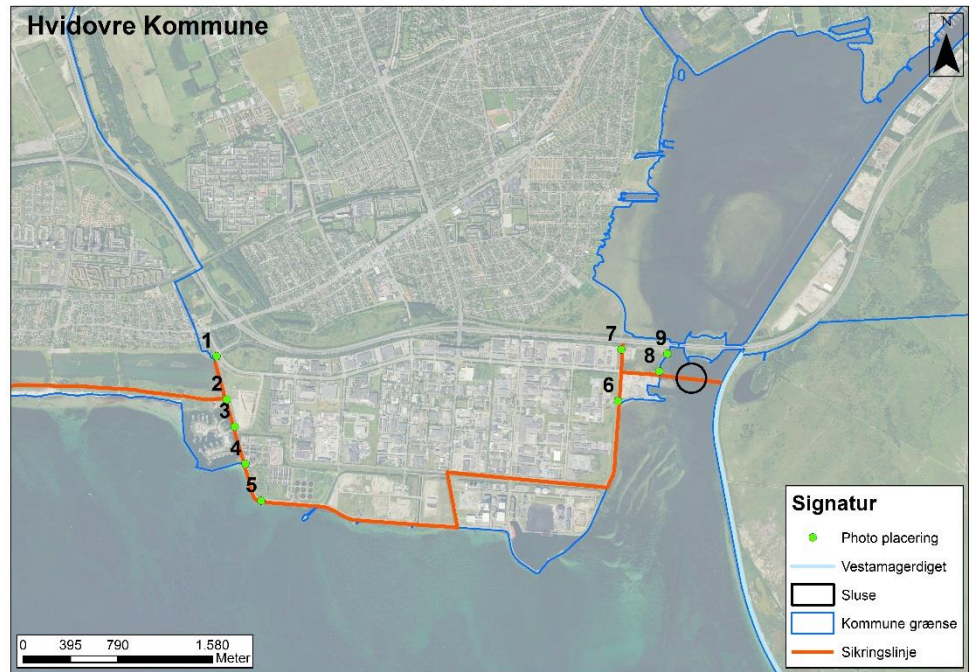 Hvidovre Kommune
N
1
2
3
4
5
6
7
8
9
Signatur
Photo placering
Vestamagerdiget
Sluse
Kommune grænse
Sikringslinje
0 395 790 1.580
Meter